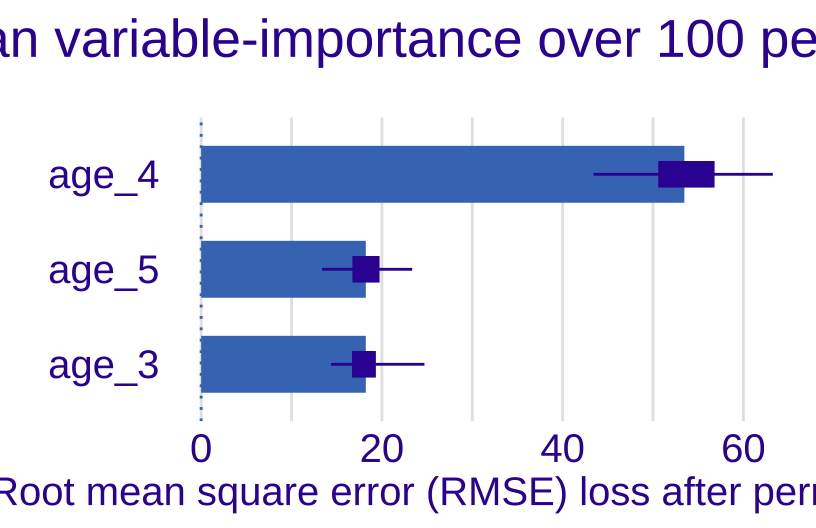 an variable-importance over 100 pe
age_4
age_5
age_3
0 20 40 60
Root mean square error (RMSE) loss after perr